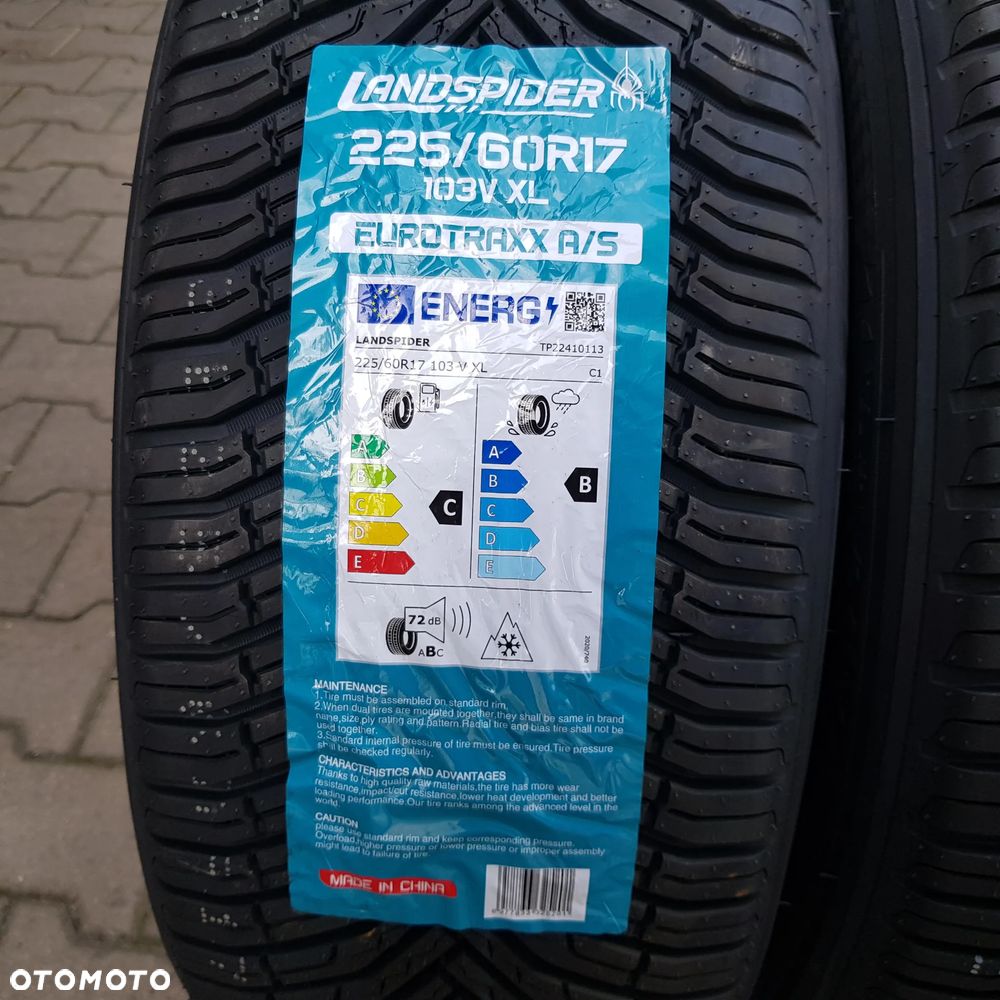 LANDSPIDER
225/60R17
103V XL
EUROTRAXX A/S
ENERG
LANDSPIDER TP22410113
225/60R17 103 V XL C1
A
B
C
D
E
C
A
B
C
D
E
B
72 dB
ABC
MAINTENANCE
1.Tire must be assembled on standard rim,
2.When dual tires are mounted together,they shall be same in brand
name,size,ply rating and pattern.Radial tire and bias tire shall not be
used together.
3.Standard internal pressure of tire must be ensured.Tire pressure
shall be checked regularly.
CHARACTERISTICS AND ADVANTAGES
Thanks to high quality raw materials,the tire has more wear
resistance,impact/cut resistance,lower heat development and better
loading performance.Our tire ranks among the advanced level in the
world.
CAUTION
please use standard rim and keep corresponding pressure.
Overload,higher pressure or lower pressure or improper assembly
might lead to failure of tire.
MADE IN CHINA
OTOMOTO